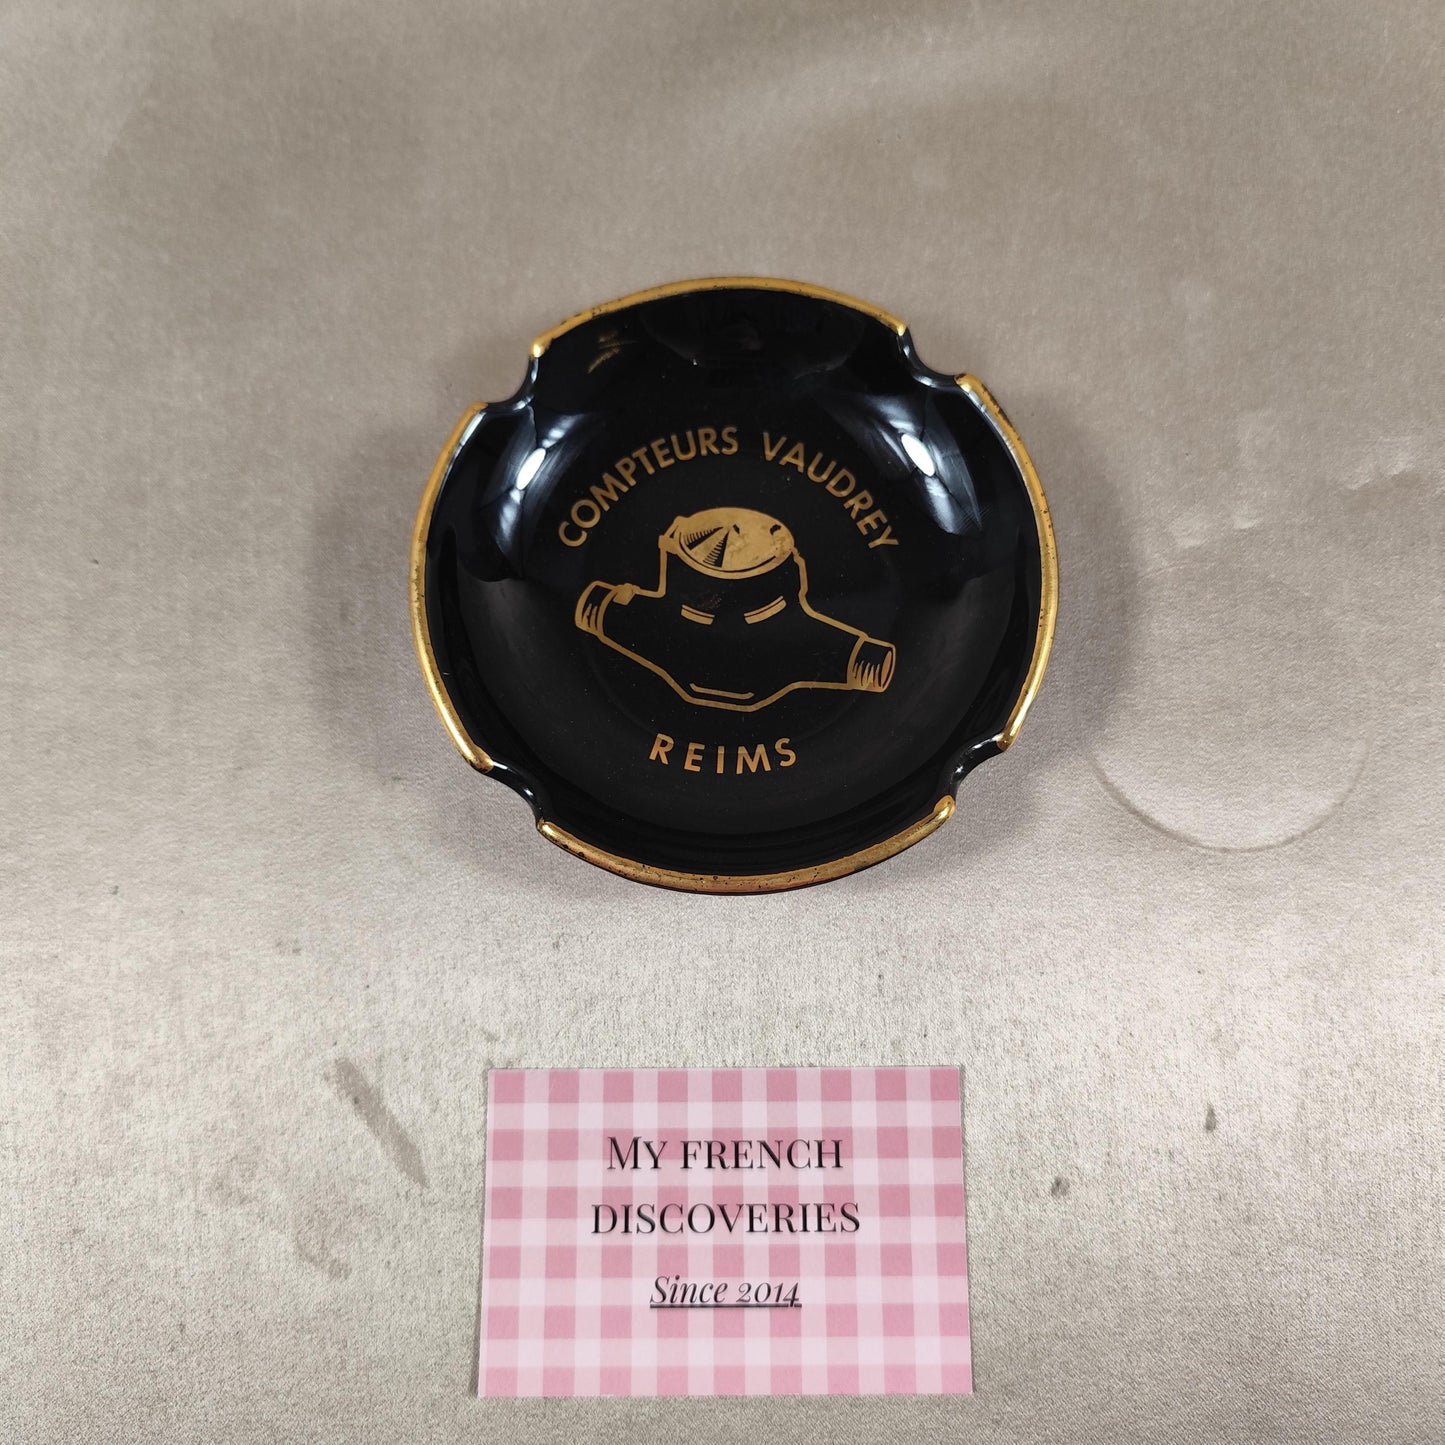 COMPTEURS VAUDREY
REIMS
My french
discoveries
Since 2014